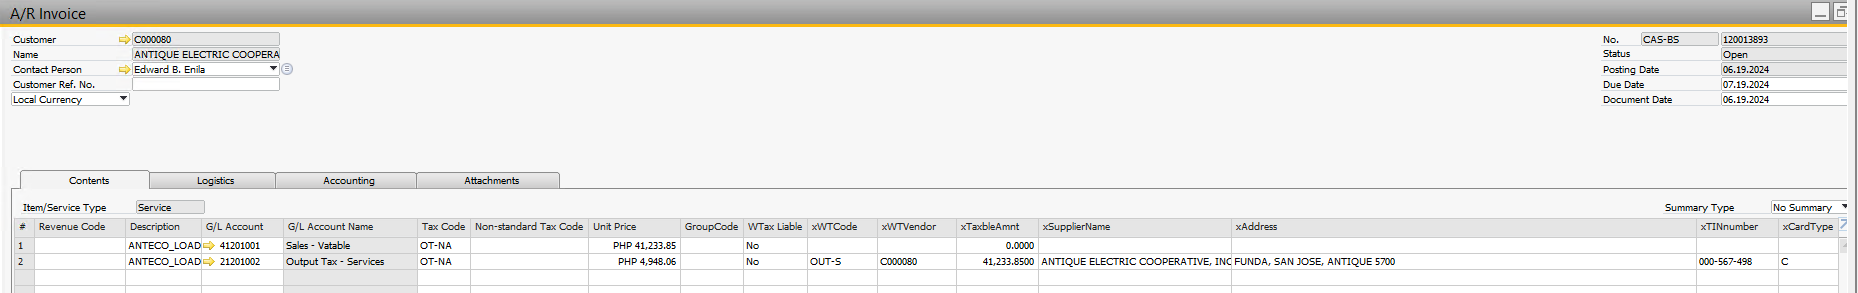 A/R Invoice
Customer C000080 No. CAS-BS 120013893
Name ANTIQUE ELECTRIC COOPERA Status Open
Contact Person Edward B. Enila Posting Date 06.19.2024
Customer Ref. No. Due Date 07.19.2024
Local Currency Document Date 06.19.2024
Contents Logistics Accounting Attachments
Item/Service Type Service Summary Type No Summary
# Revenue Code Description G/L Account G/L Account Name Tax Code Non-standard Tax Code Unit Price GroupCode WTax Liable xWTCode xWTVendor xTaxbleAmnt xSupplierName xAddress xTINnumber xCardType
1 ANTECO_LOAD 41201001 Sales - Vatable OT-NA PHP 41,233.85 No 0.0000
2 ANTECO_LOAD 21201002 Output Tax - Services OT-NA PHP 4,948.06 No OUT-S C000080 41,233.8500 ANTIQUE ELECTRIC COOPERATIVE, INC FUNDA, SAN JOSE, ANTIQUE 5700 000-567-498 C